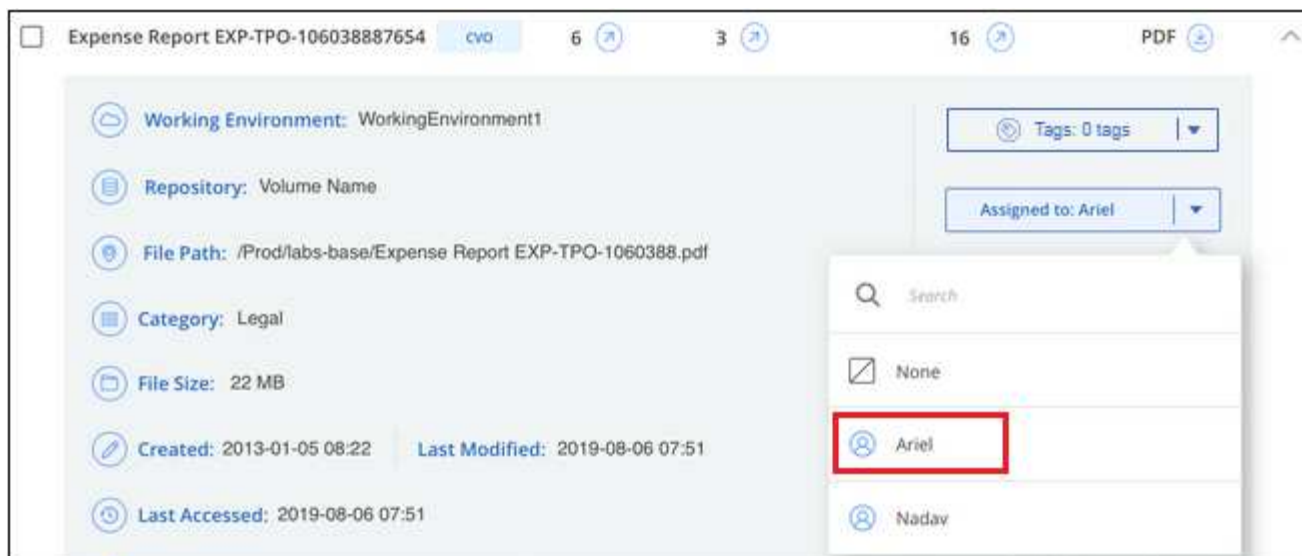 Expense Report EXP-TPO-106038887654 CVO 6 3 16 PDF
Working Environment: WorkingEnvironment1
Tags: 0 tags
Repository: Volume Name
Assigned to: Ariel
File Path: /Prod/labs-base/Expense Report EXP-TPO-1060388.pdf
Search
Category: Legal
None
File Size: 22 MB
Ariel
Created: 2013-01-05 08:22 Last Modified: 2019-08-06 07:51
Last Accessed: 2019-08-06 07:51
Nadav